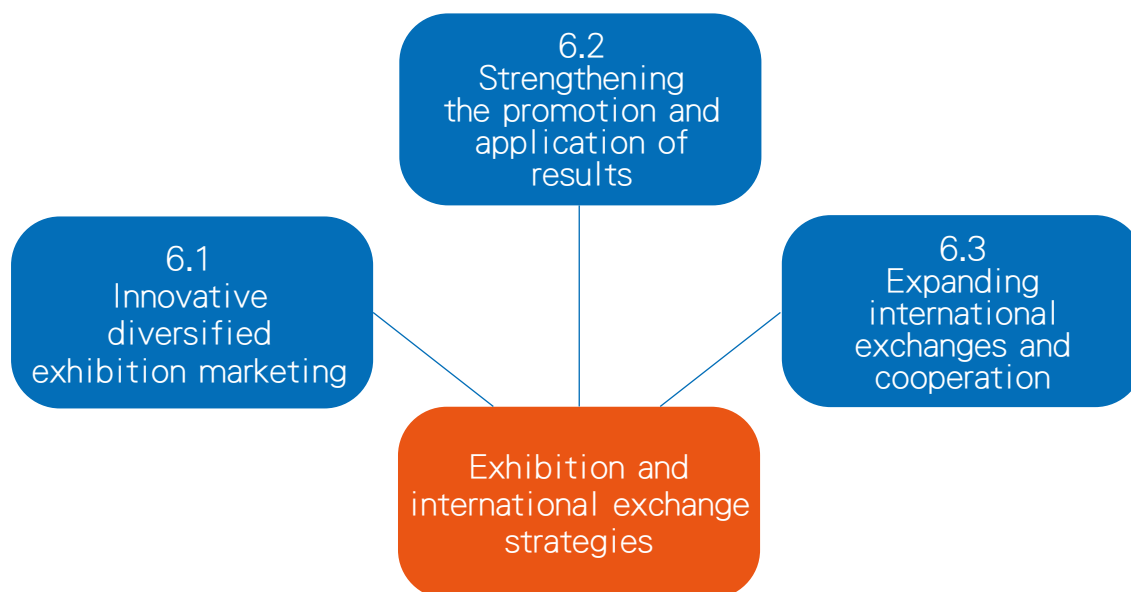 6.2
Strengthening
the promotion and
application of
results
6.1
Innovative
diversified
exhibition marketing
6.3
Expanding
international
exchanges and
cooperation
Exhibition and
international exchange
strategies